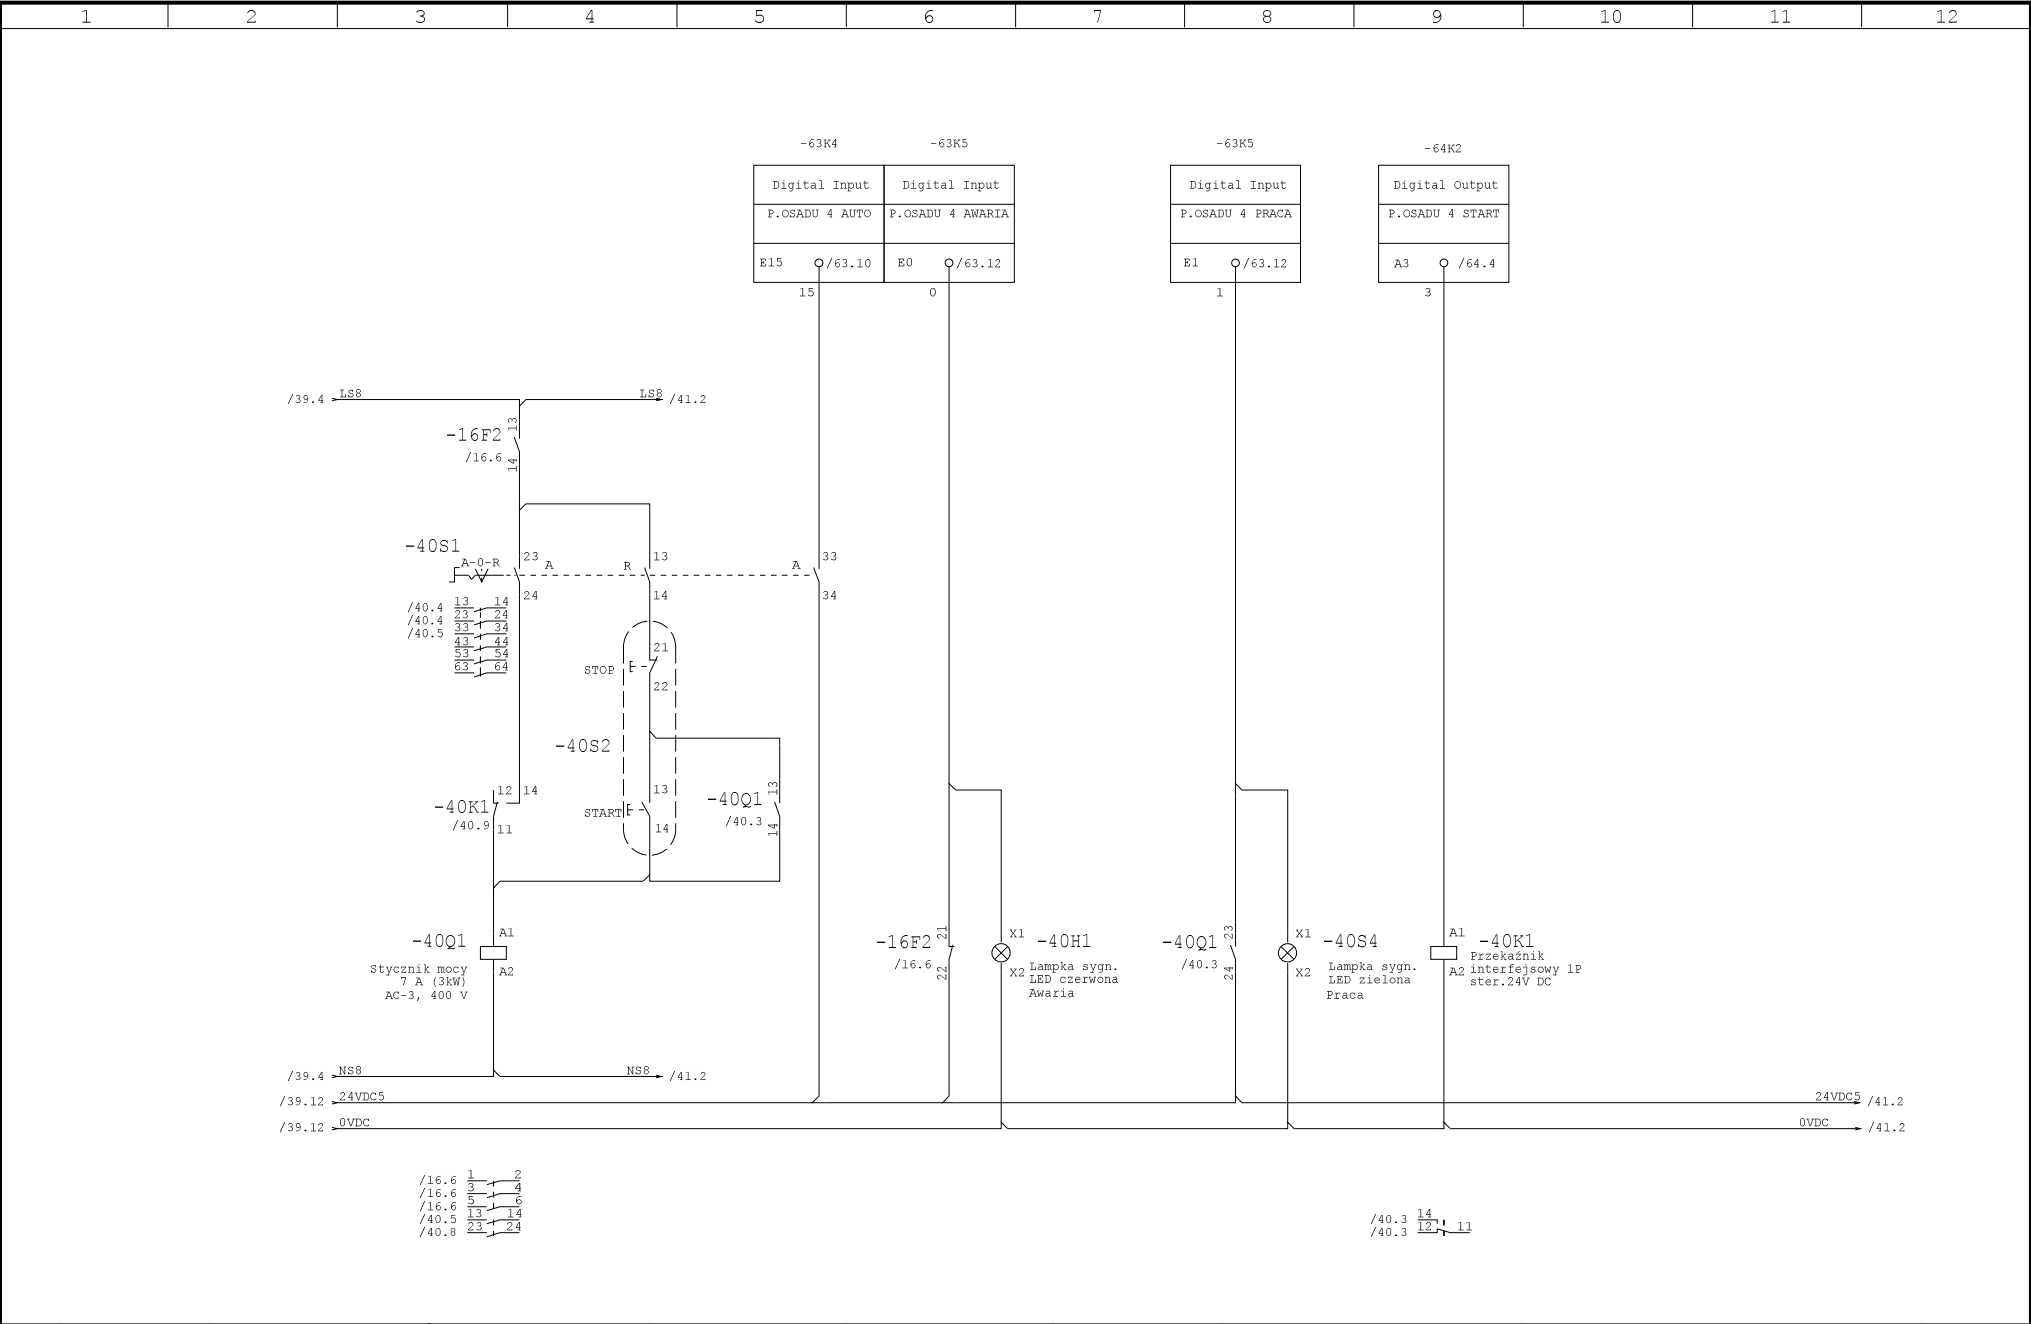 1 2 3 4 5 6 7 8 9 10 11 12
-63K4 -63K5 -63K5 -64K2
Digital Input Digital Input Digital Input Digital Output
P.OSADU 4 AUTO P.OSADU 4 AWARIA P.OSADU 4 PRACA P.OSADU 4 START
E15 /63.10 E0 /63.12 E1 /63.12 A3 /64.4
15 0 1 3
/39.4 LS8 LS8 /41.2
13
-16F2
/16.6
14
-40S1
A-0-R
23 A R 13 A 33
24 14 34
/40.4 13 14
/40.4 23 24
/40.5 33 34
43 44
53 54
63 64
21
STOP
22
-40S2
12 14 13 13
-40K1 START -40Q1
/40.9 11 14 /40.3 14
-40Q1 A1
A2
Stycznik mocy
7 A (3kW)
AC-3, 400 V
21
-16F2
/16.6
22
X1 -40H1
X2 Lampka sygn.
LED czerwona
Awaria
23
-40Q1
/40.3
24
X1 -40S4
X2 Lampka sygn.
LED zielona
Praca
A1 -40K1
A2 Przekaźnik
interfejsowy 1P
ster.24V DC
/39.4 NS8 NS8 /41.2
/39.12 24VDC5 24VDC5 /41.2
/39.12 0VDC 0VDC /41.2
/16.6 1 2
/16.6 3 4
/16.6 5 6
/40.5 13 14
/40.8 23 24
/40.3 14
/40.3 12 11